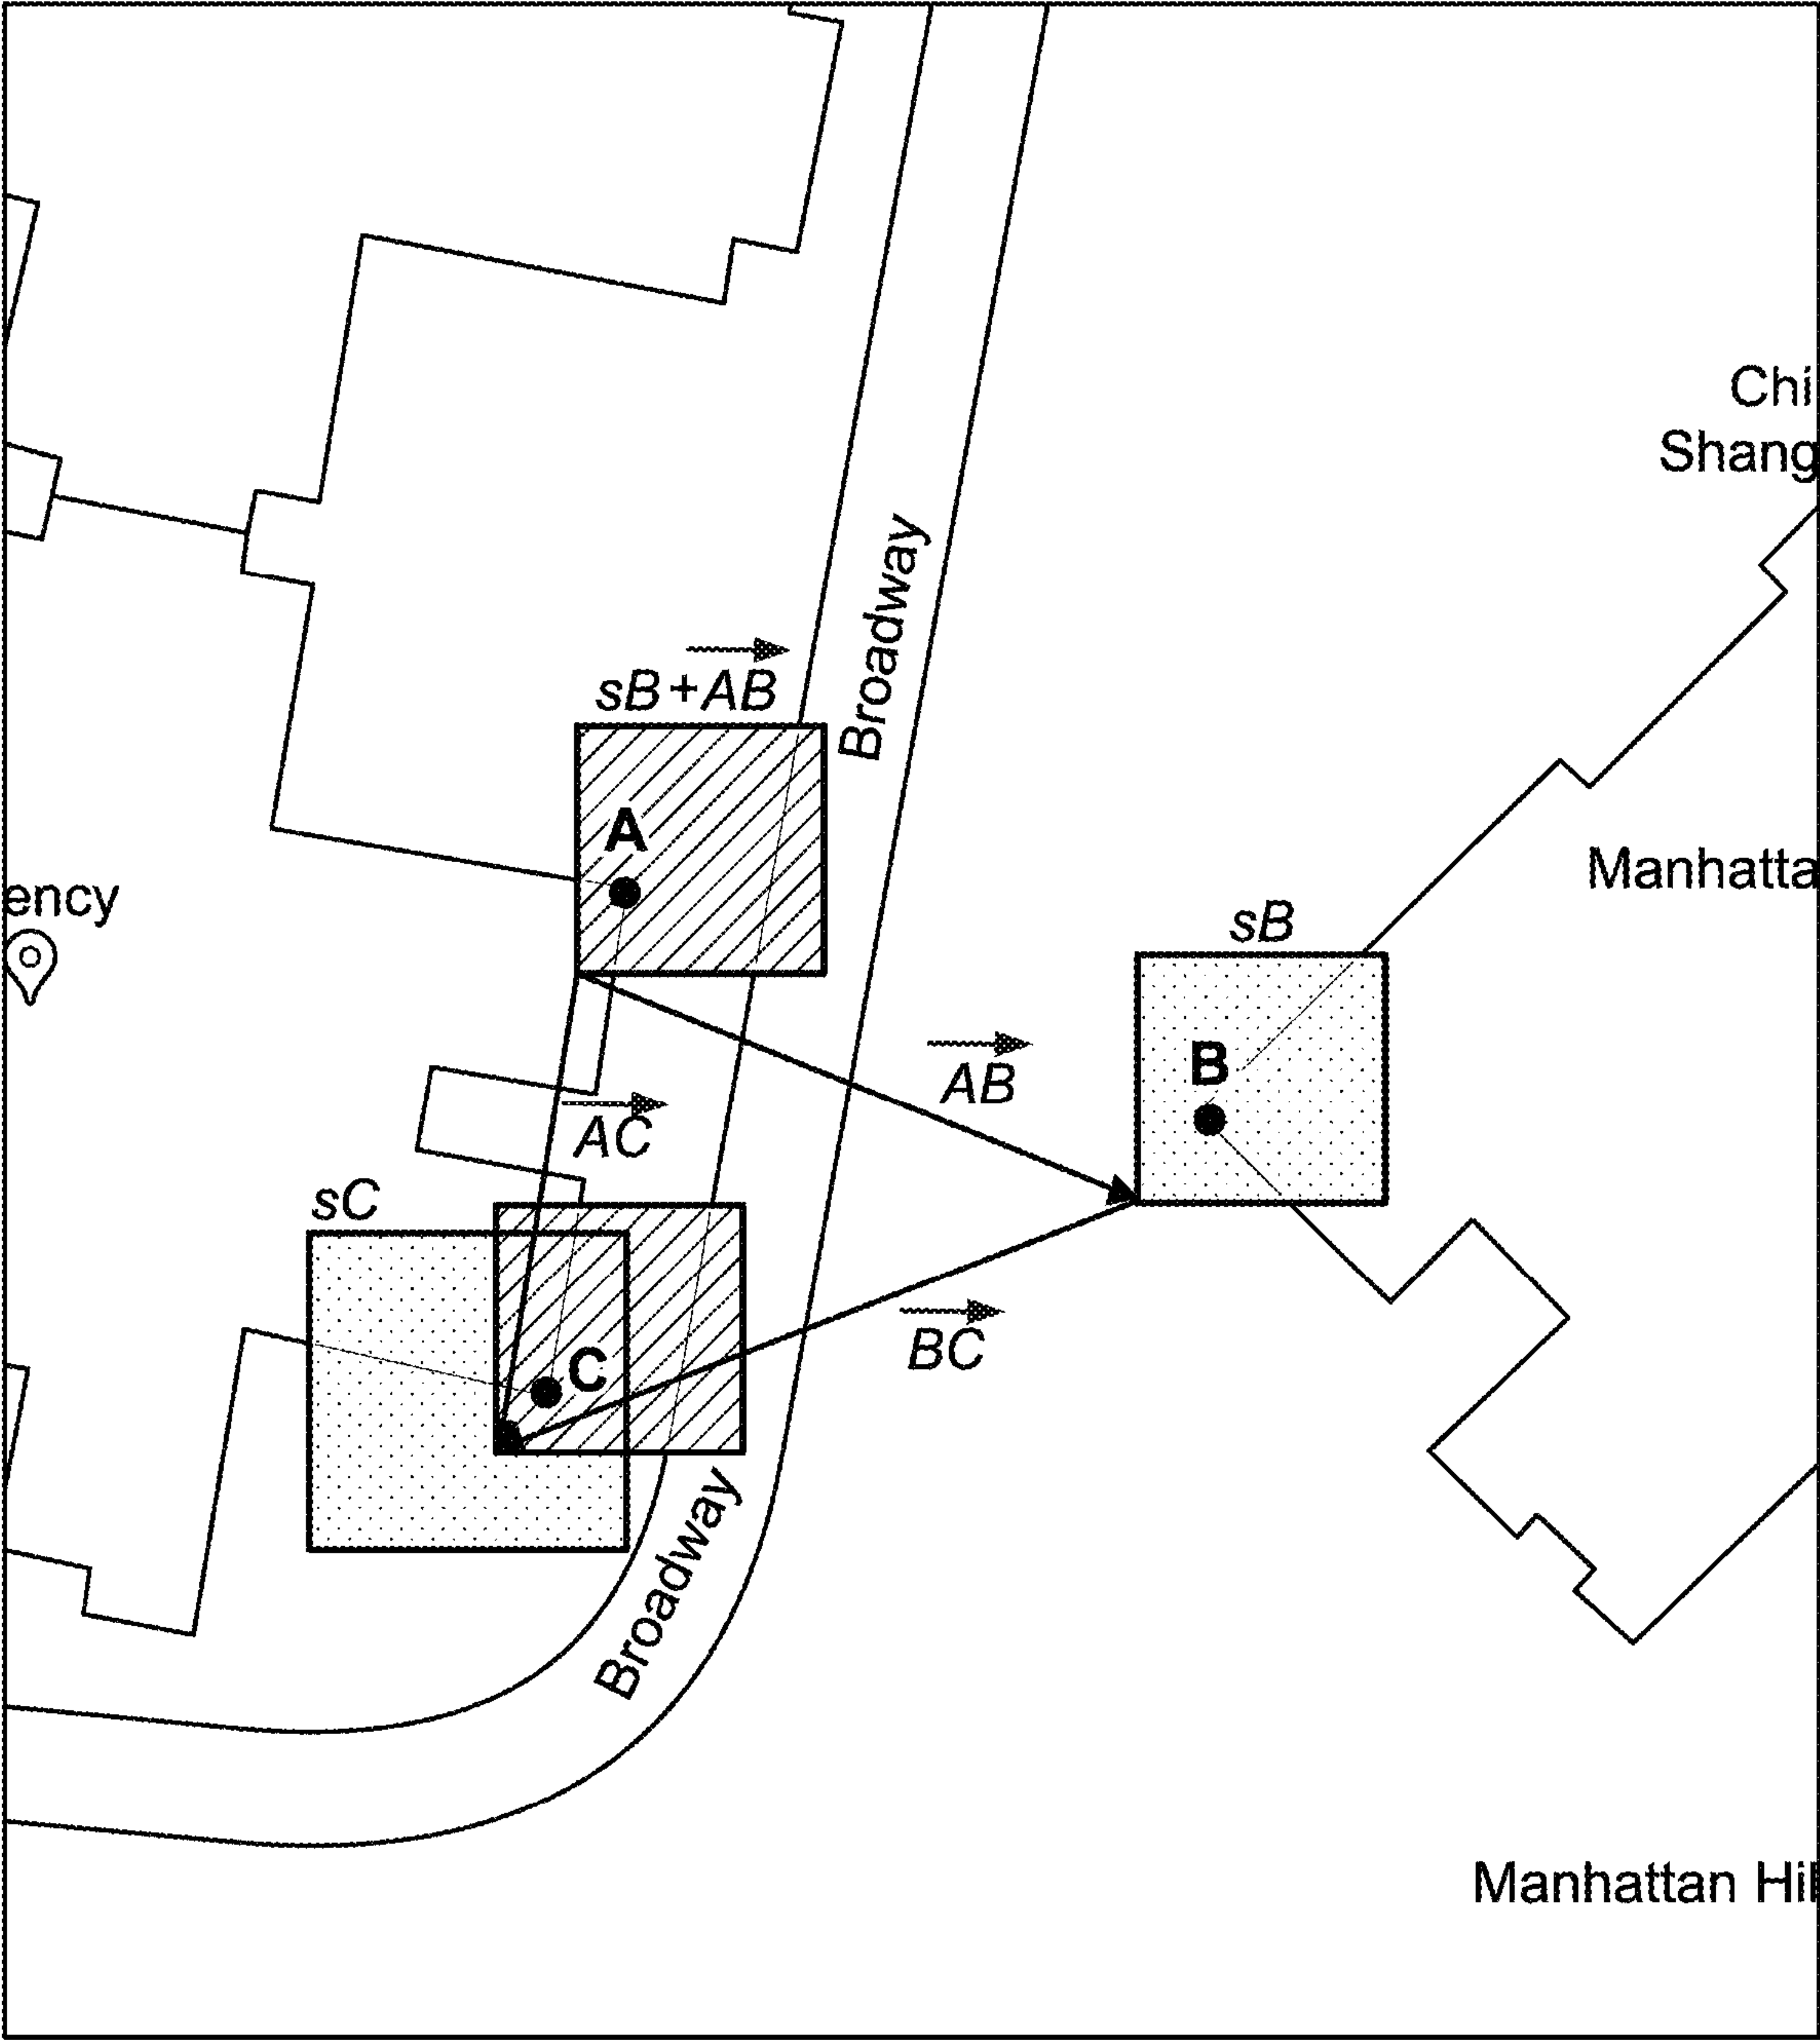 Chi
Shang
Broadway
sB+AB
A
Manhatta
ency
sB
B
AB
AC
sC
C
BC
Broadway
Manhattan Hil